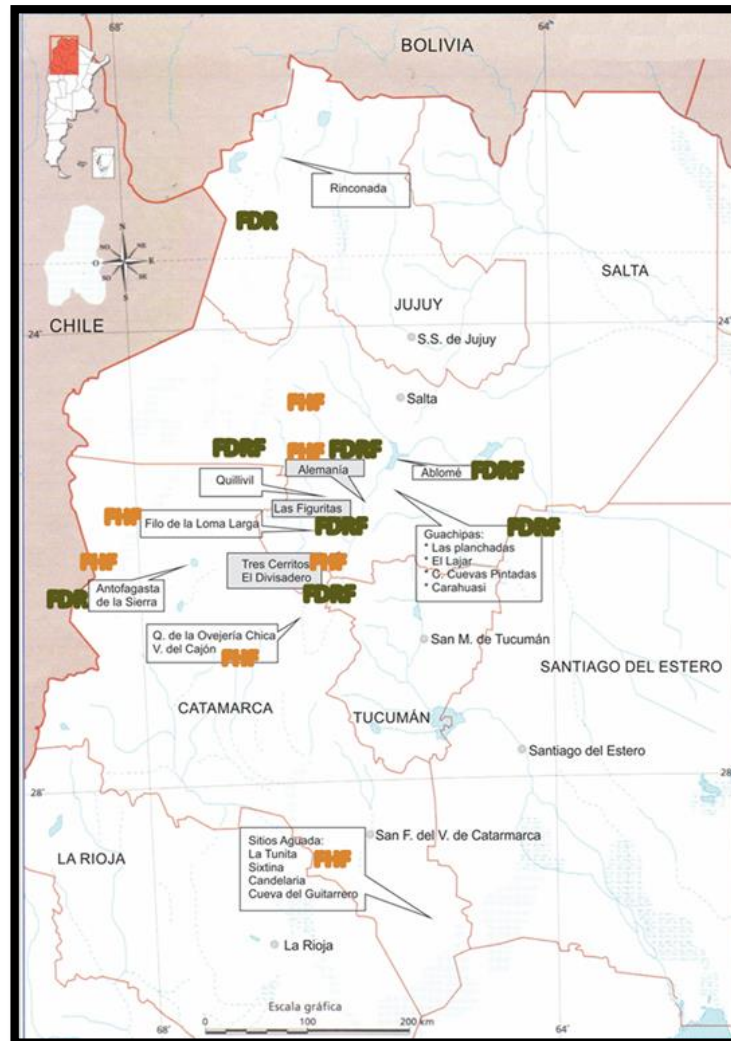 68°
64°
BOLIVIA
Rinconada
FDR
N
NO
NE
O
E
SO
SE
S
SALTA
JUJUY
CHILE
24°
24°
S.S. de Jujuy
FHF
Salta
FDRF
FHF
FDRF
Alemanía
Ablomé
FDRF
Quillivil
Las Figuritas
FHF
Filo de la Loma Larga
FDRF
FDRF
Guachipas:
* Las planchadas
* El Lajar
* C. Cuevas Pintadas
* Carahuasi
FHF
Tres Cerritos
El Divisadero
FHF
FDR
Antofagasta
de la Sierra
FDRF
Q. de la Ovejería Chica
V. del Cajón
FHF
San M. de Tucumán
SANTIAGO DEL ESTERO
CATAMARCA
TUCUMÁN
Santiago del Estero
28°
28°
San F. del V. de Catarmarca
LA RIOJA
Sitios Aguada:
La Tunita
Sixtina
Candelaria
Cueva del Guitarrero
FHF
La Rioja
Escala gráfica
0
100
200 km
68°
64°